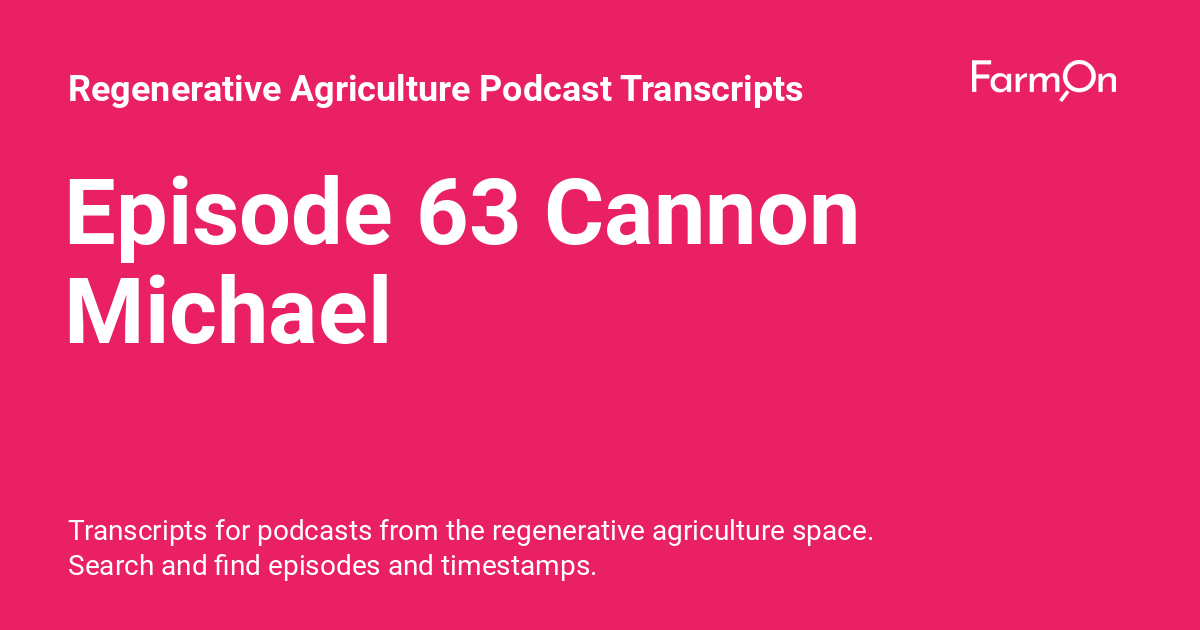 Regenerative Agriculture Podcast Transcripts
FarmOn
Episode 63 Cannon
Michael
Transcripts for podcasts from the regenerative agriculture space.
Search and find episodes and timestamps.